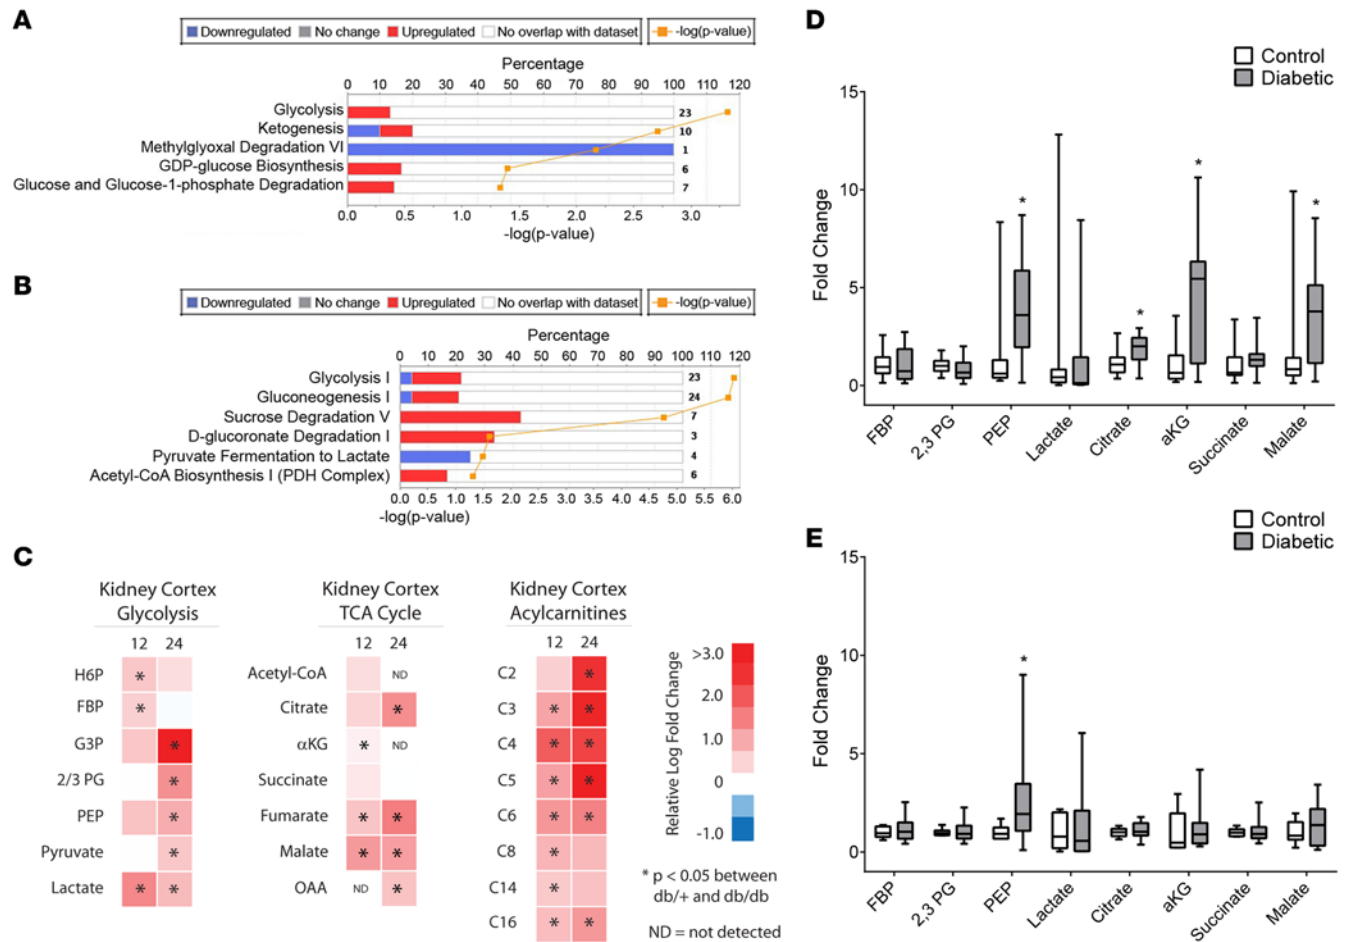 A
Downregulated No change Upregulated No overlap with dataset -log(p-value)
Percentage
0 10 20 30 40 50 60 70 80 90 100 110 120
Glycolysis 23
Ketogenesis 10
Methylglyoxal Degradation VI 1
GDP-glucose Biosynthesis 6
Glucose and Glucose-1-phosphate Degradation 7
0.0 0.5 1.0 1.5 2.0 2.5 3.0
-log(p-value)
B
Downregulated No change Upregulated No overlap with dataset -log(p-value)
Percentage
0 10 20 30 40 50 60 70 80 90 100 110 120
Glycolysis I 23
Gluconeogenesis I 24
Sucrose Degradation V 7
D-glucoronate Degradation I 3
Pyruvate Fermentation to Lactate 4
Acetyl-CoA Biosynthesis I (PDH Complex) 6
0.0 0.5 1.0 1.5 2.0 2.5 3.0 3.5 4.0 4.5 5.0 5.5 6.0
-log(p-value)
C
Kidney Cortex
Glycolysis
12 24
H6P *
FBP *
G3P *
2/3 PG *
PEP *
Pyruvate *
Lactate * *
Kidney Cortex
TCA Cycle
12 24
Acetyl-CoA ND
Citrate *
αKG * ND
Succinate
Fumarate * *
Malate * *
OAA ND *
Kidney Cortex
Acylcarnitines
12 24
C2 *
C3 * *
C4 * *
C5 * *
C6 * *
C8 *
C14 *
C16 * *
Relative Log Fold Change
>3.0
2.0
1.0
0
-1.0
* p < 0.05 between
db/+ and db/db
ND = not detected
D
Control
Diabetic
Fold Change
15
10
5
0
* * * *
FBP 2,3 PG PEP Lactate Citrate aKG Succinate Malate
E
Control
Diabetic
Fold Change
15
10
5
0
*
FBP 2,3 PG PEP Lactate Citrate aKG Succinate Malate